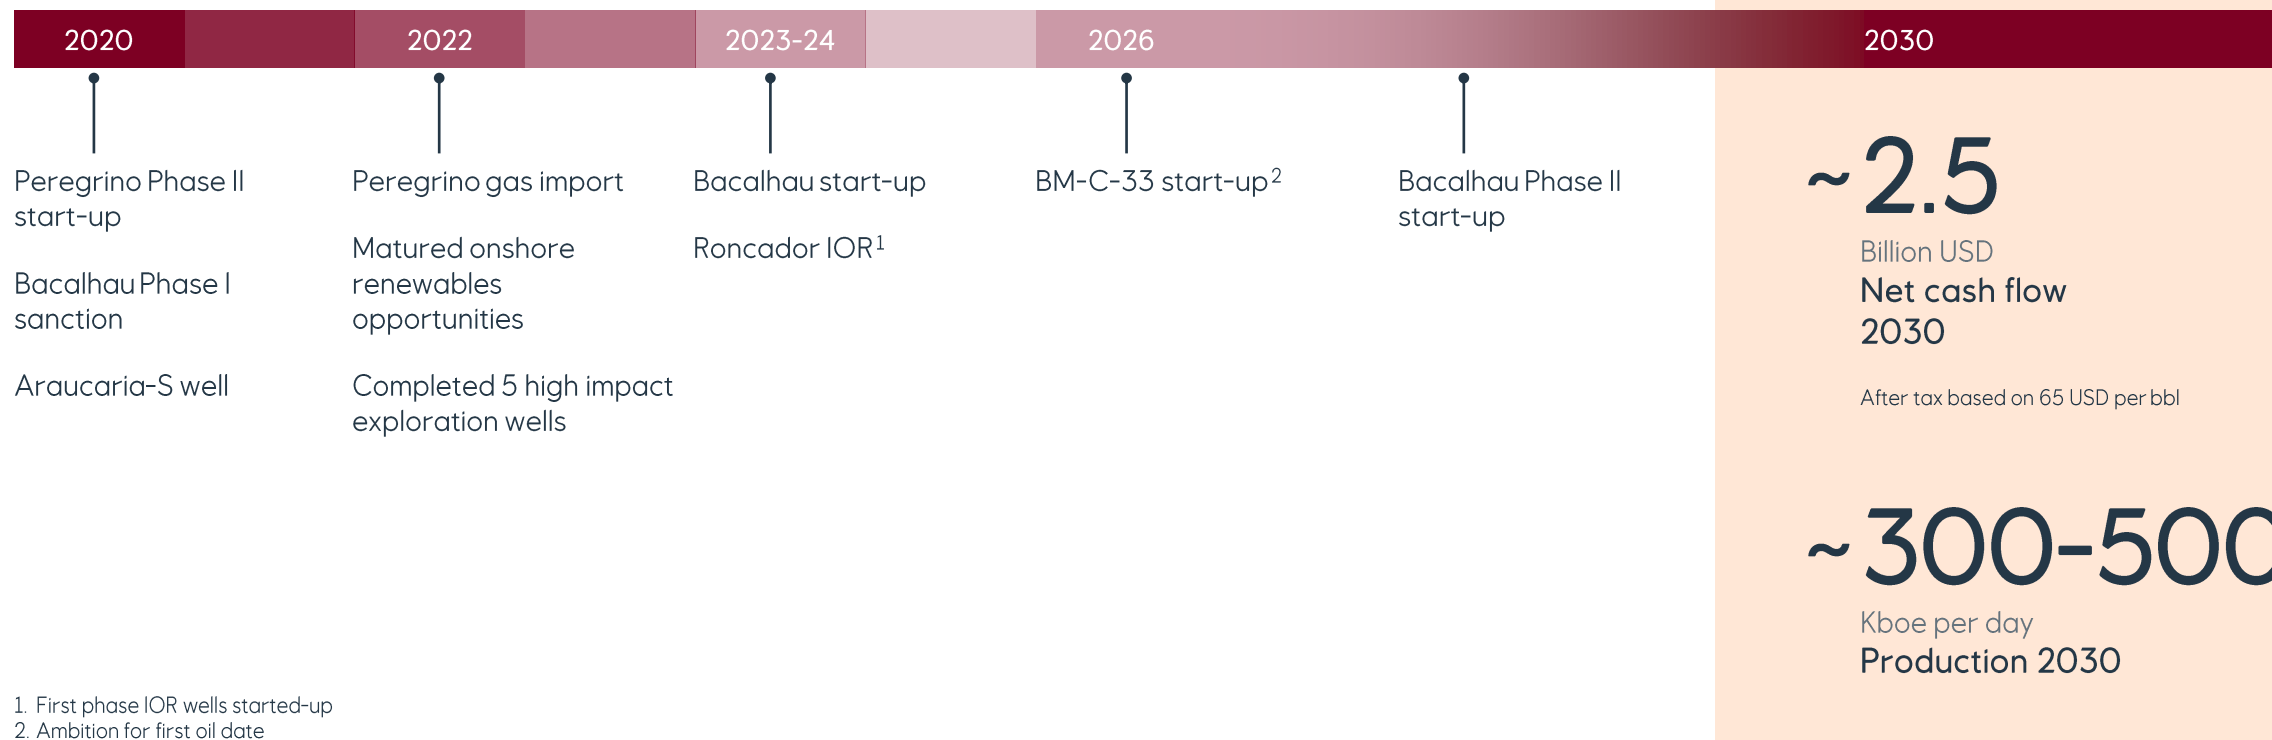 2020
2022
2023-24
2026
2030
Peregrino Phase II
start-up
Bacalhau Phase I
sanction
Araucaria-S well
Peregrino gas import
Matured onshore
renewables
opportunities
Completed 5 high impact
exploration wells
Bacalhau start-up
Roncador IOR¹
BM-C-33 start-up²
Bacalhau Phase II
start-up
~2.5
Billion USD
Net cash flow
2030
After tax based on 65 USD per bbl
~300-500
Kboe per day
Production 2030
1. First phase IOR wells started-up
2. Ambition for first oil date